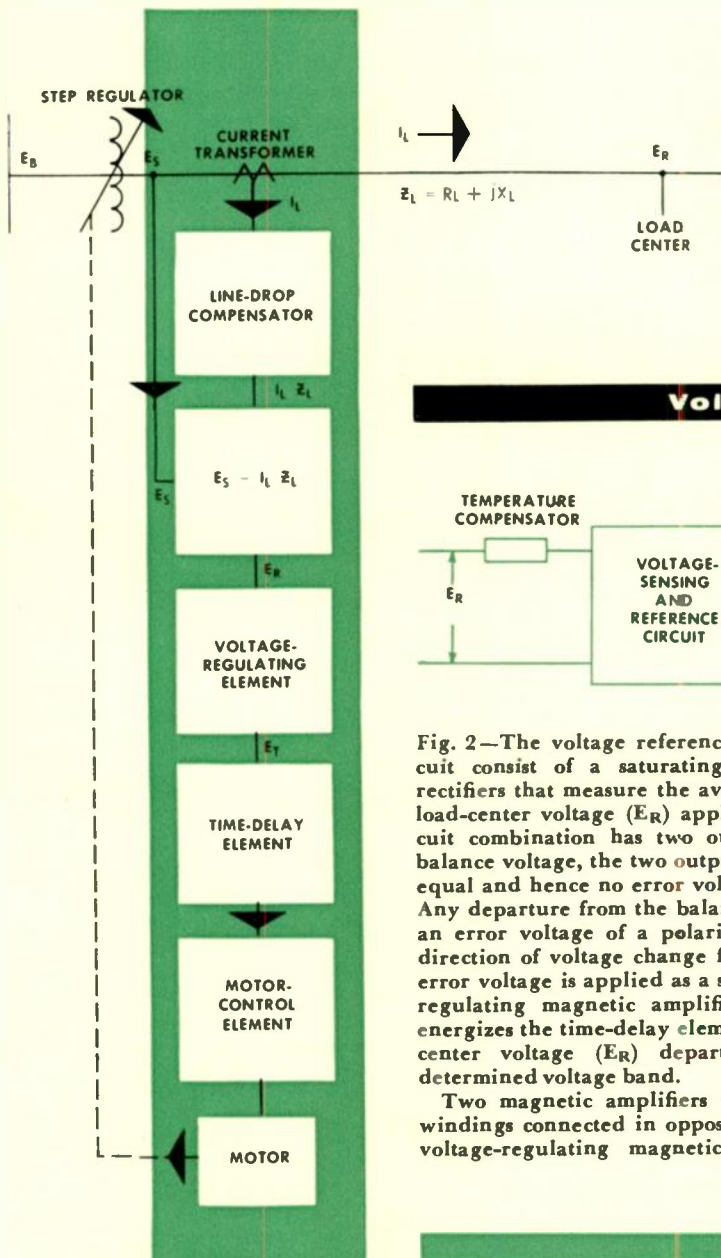 STEP REGULATOR
E_B
E_S
CURRENT
TRANSFORMER
I_L
I_L
Z_L = R_L + jX_L
E_R
LOAD
CENTER
LINE-DROP
COMPENSATOR
I_L Z_L
E_S
E_S - I_L Z_L
E_R
VOLTAGE-
REGULATING
ELEMENT
E_T
TIME-DELAY
ELEMENT
MOTOR-
CONTROL
ELEMENT
MOTOR
Vol
TEMPERATURE
COMPENSATOR
E_R
VOLTAGE-
SENSING
AND
REFERENCE
CIRCUIT
Fig. 2—The voltage referenc
cuit consist of a saturating
rectifiers that measure the av
load-center voltage (E_R) app
cuit combination has two ou
balance voltage, the two outp
equal and hence no error vol
Any departure from the bala
an error voltage of a polari
direction of voltage change f
error voltage is applied as a s
regulating magnetic amplifi
energizes the time-delay elem
center voltage (E_R) depart
determined voltage band.
Two magnetic amplifiers
windings connected in oppos
voltage-regulating magnetic